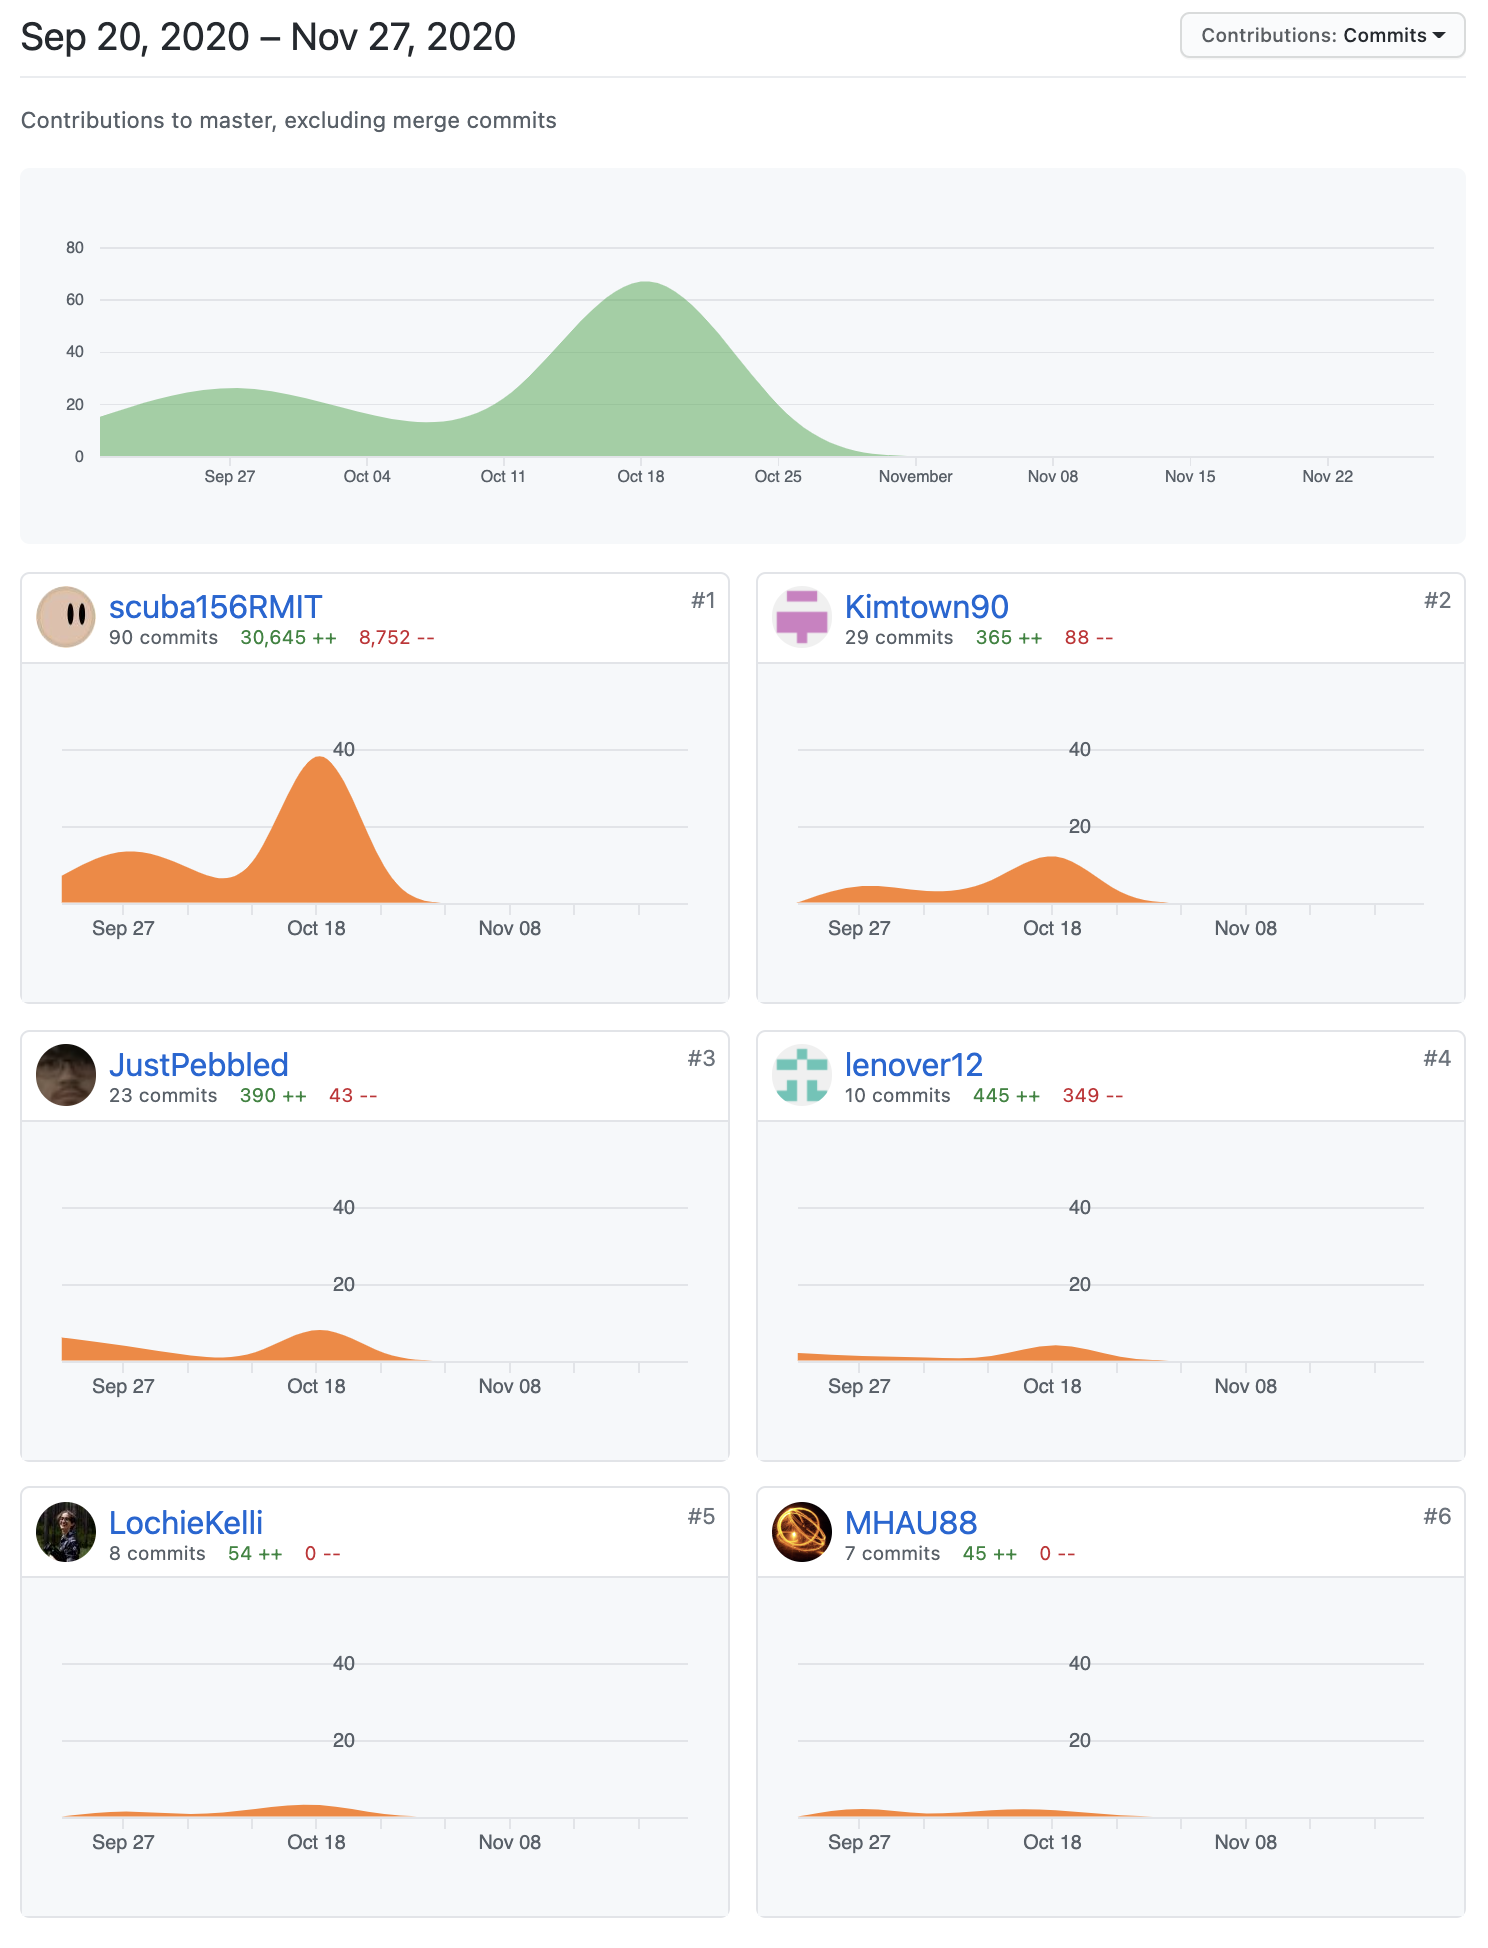 Sep 20, 2020 – Nov 27, 2020
Contributions: Commits
Contributions to master, excluding merge commits
80
60
40
20
0
Sep 27 Oct 04 Oct 11 Oct 18 Oct 25 November Nov 08 Nov 15 Nov 22
scuba156RMIT
#1
90 commits 30,645 ++ 8,752 --
40
Sep 27 Oct 18 Nov 08
Kimtown90
#2
29 commits 365 ++ 88 --
40
20
Sep 27 Oct 18 Nov 08
JustPebbled
#3
23 commits 390 ++ 43 --
40
20
Sep 27 Oct 18 Nov 08
lenover12
#4
10 commits 445 ++ 349 --
40
20
Sep 27 Oct 18 Nov 08
LochieKelli
#5
8 commits 54 ++ 0 --
40
20
Sep 27 Oct 18 Nov 08
MHAU88
#6
7 commits 45 ++ 0 --
40
20
Sep 27 Oct 18 Nov 08